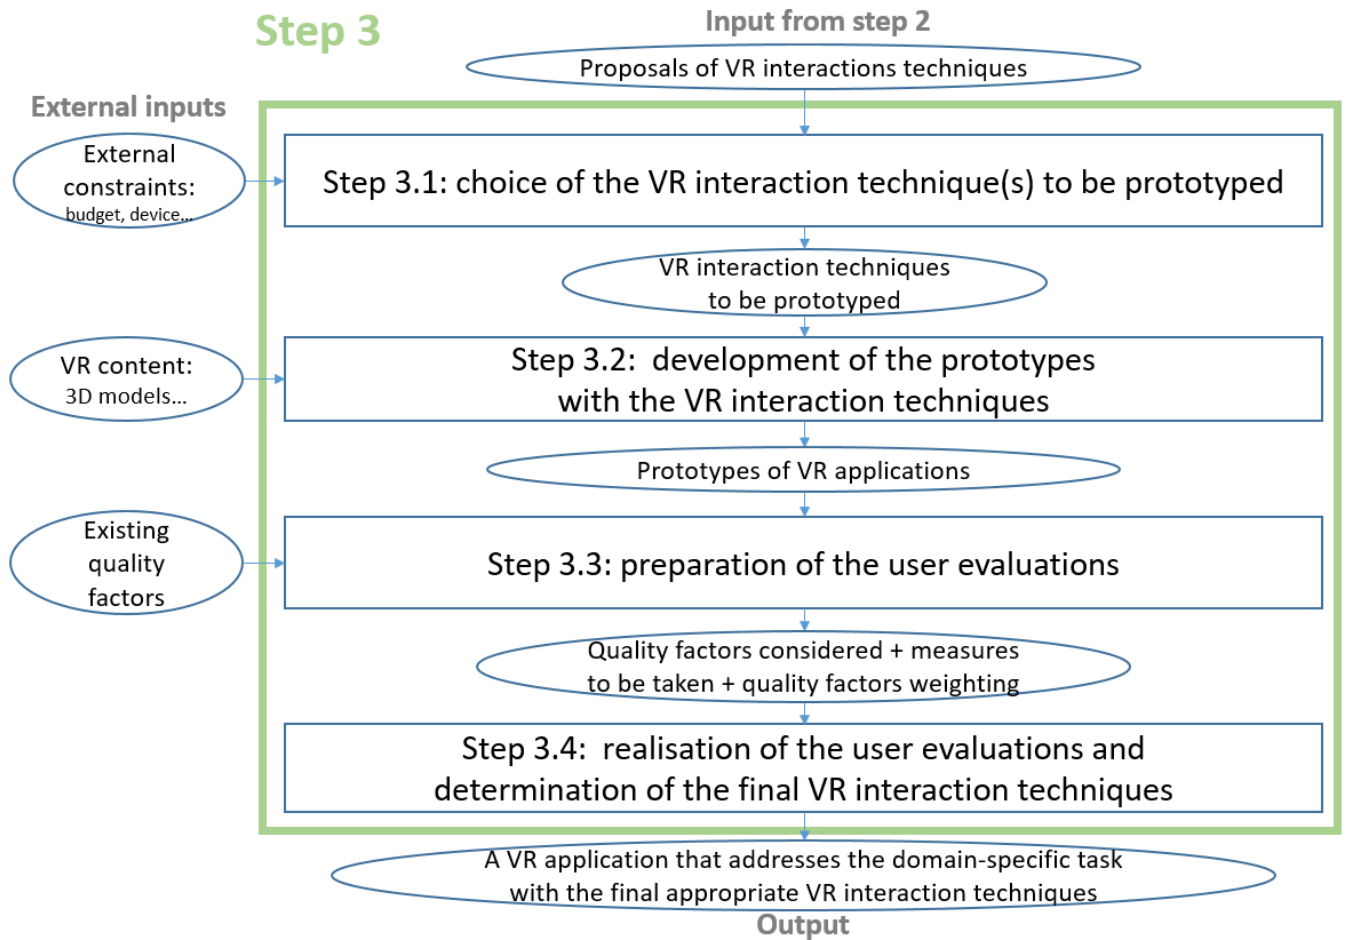 Step 3
Input from step 2
Proposals of VR interactions techniques
External inputs
External
constraints:
budget, device...
Step 3.1: choice of the VR interaction technique(s) to be prototyped
VR interaction techniques
to be prototyped
VR content:
3D models...
Step 3.2: development of the prototypes
with the VR interaction techniques
Prototypes of VR applications
Existing
quality
factors
Step 3.3: preparation of the user evaluations
Quality factors considered + measures
to be taken + quality factors weighting
Step 3.4: realisation of the user evaluations and
determination of the final VR interaction techniques
A VR application that addresses the domain-specific task
with the final appropriate VR interaction techniques
Output